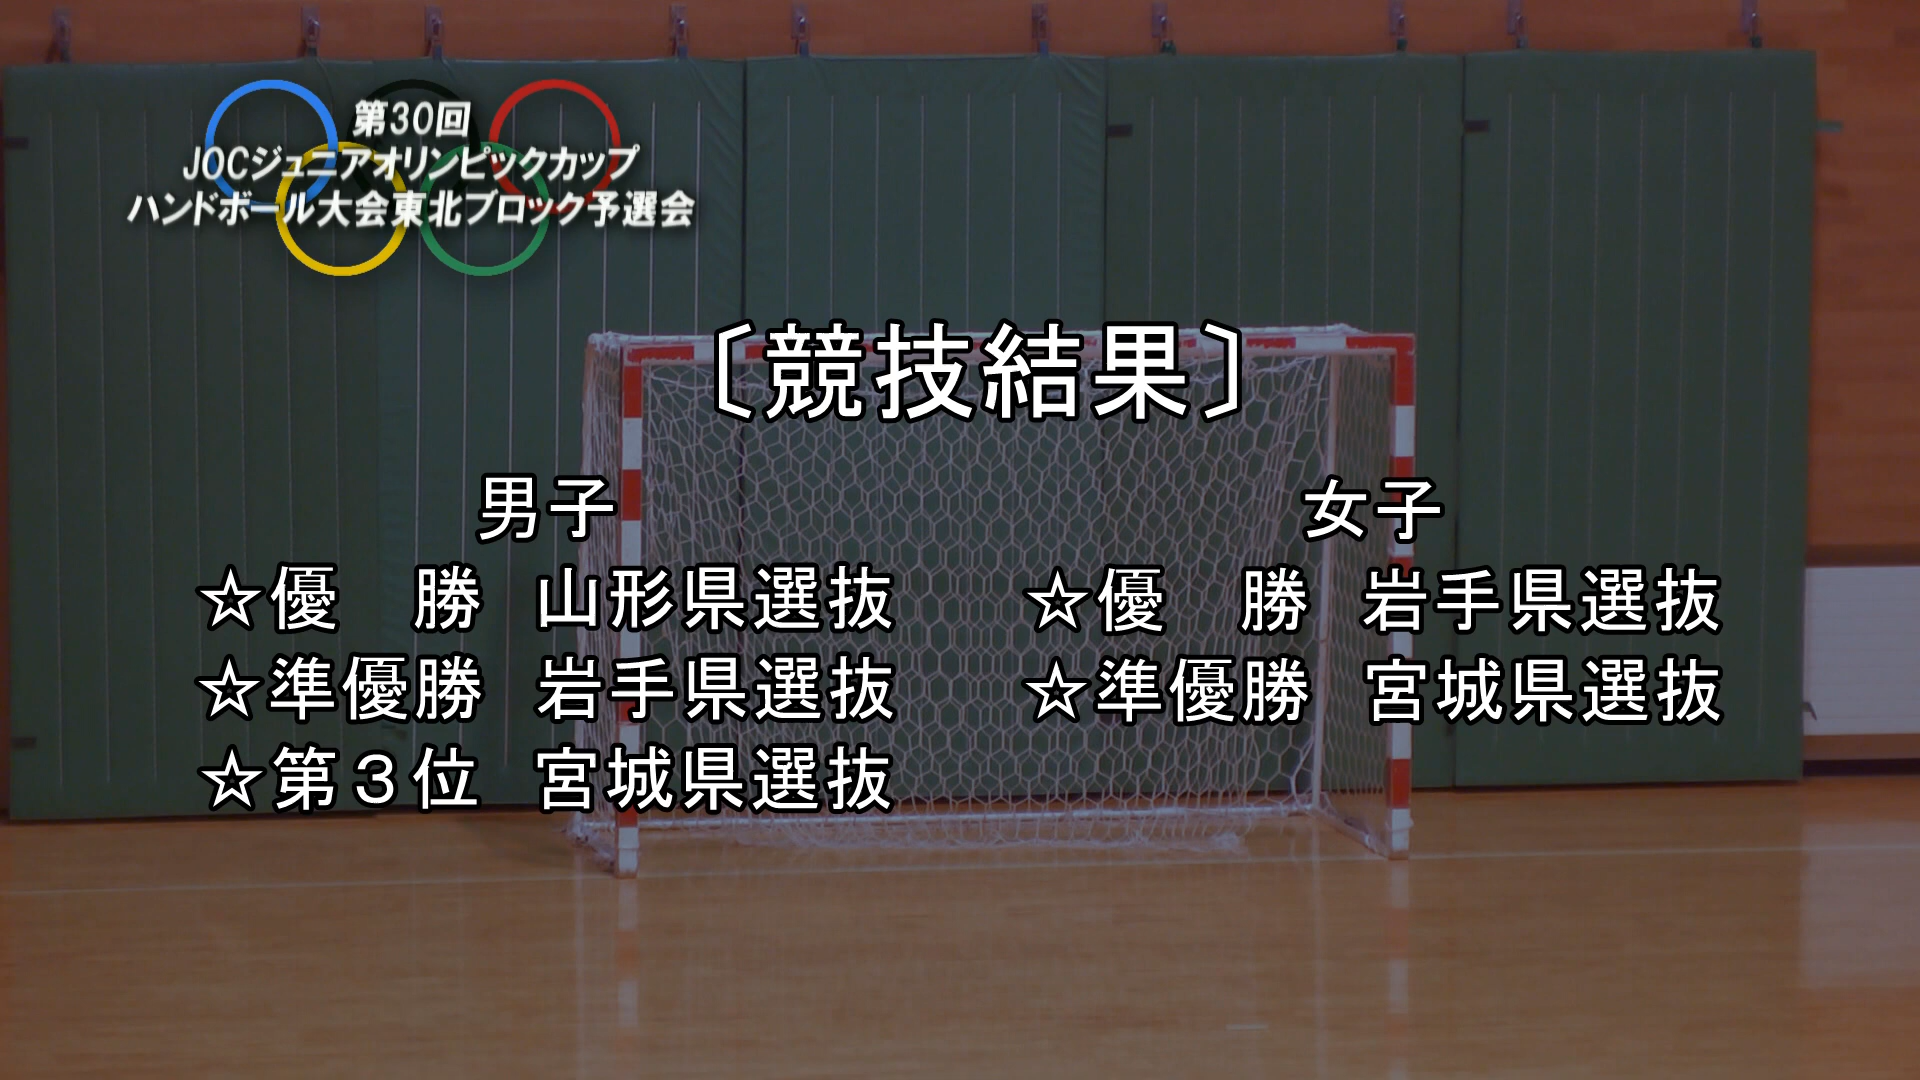 第30回
JOCジュニアオリンピックカップ
ハンドボール大会東北ブロック予選会
〔競技結果〕
男子
☆優　勝　山形県選抜
☆準優勝　岩手県選抜
☆第３位　宮城県選抜
女子
☆優　勝　岩手県選抜
☆準優勝　宮城県選抜